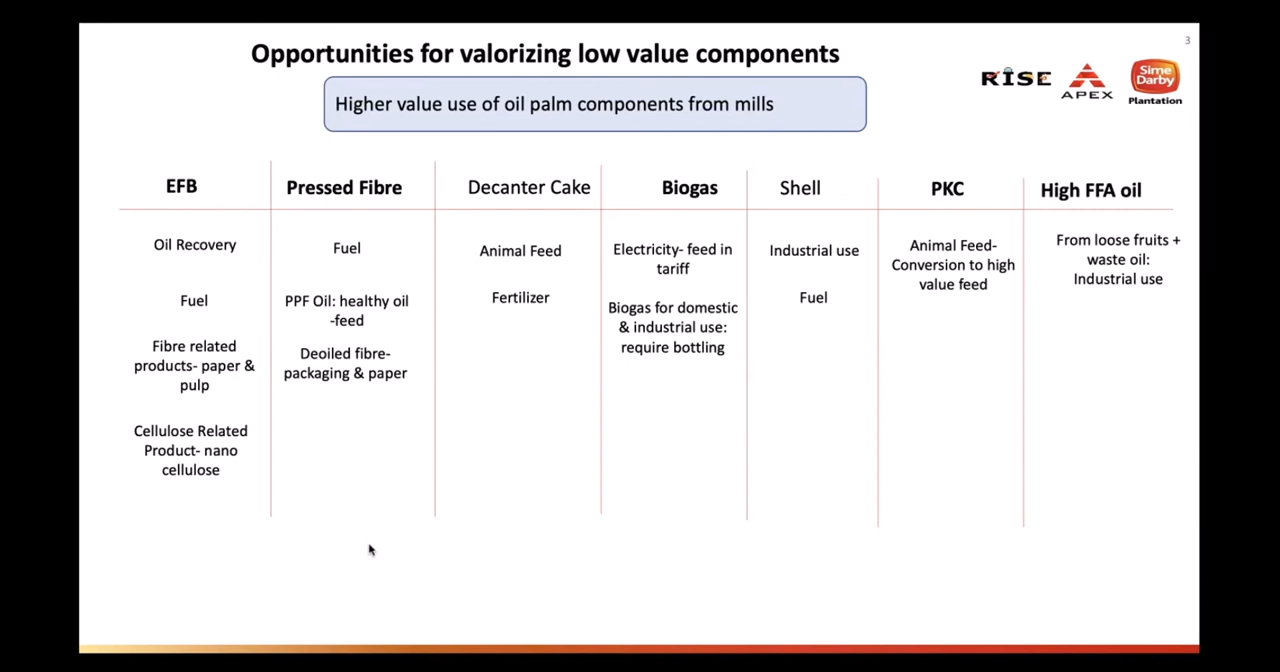 3
Opportunities for valorizing low value components
RISE
APEX
Sime
Darby
Plantation
Higher value use of oil palm components from mills
EFB
Oil Recovery
Fuel
Fibre related
products- paper &
pulp
Cellulose Related
Product- nano
cellulose
Pressed Fibre
Fuel
PPF Oil: healthy oil
-feed
Deoiled fibre-
packaging & paper
Decanter Cake
Animal Feed
Fertilizer
Biogas
Electricity- feed in
tariff
Biogas for domestic
& industrial use:
require bottling
Shell
Industrial use
Fuel
PKC
Animal Feed-
Conversion to high
value feed
High FFA oil
From loose fruits +
waste oil:
Industrial use